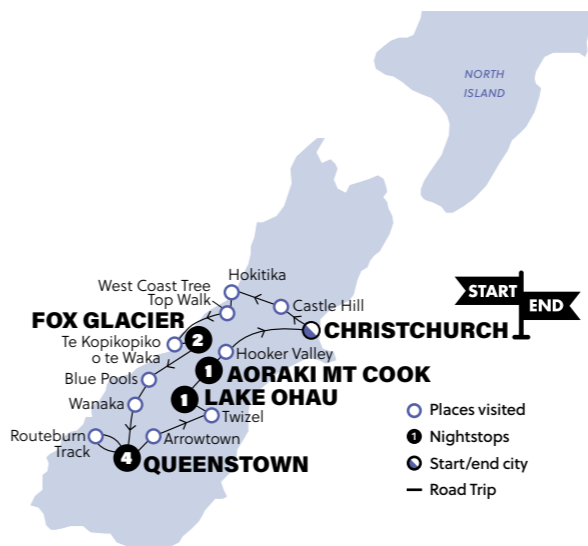 NORTH
ISLAND
Hokitika
West Coast Tree
Top Walk
Castle Hill
START
END
FOX GLACIER
2
CHRISTCHURCH
Te Kopikopiko
o te Waka
Hooker Valley
1
AORAKI MT COOK
Blue Pools
1
LAKE OHAU
Wanaka
Twizel
Places visited
Routeburn
Track
Arrowtown
1 Nightstops
4
QUEENSTOWN
Start/end city
Road Trip